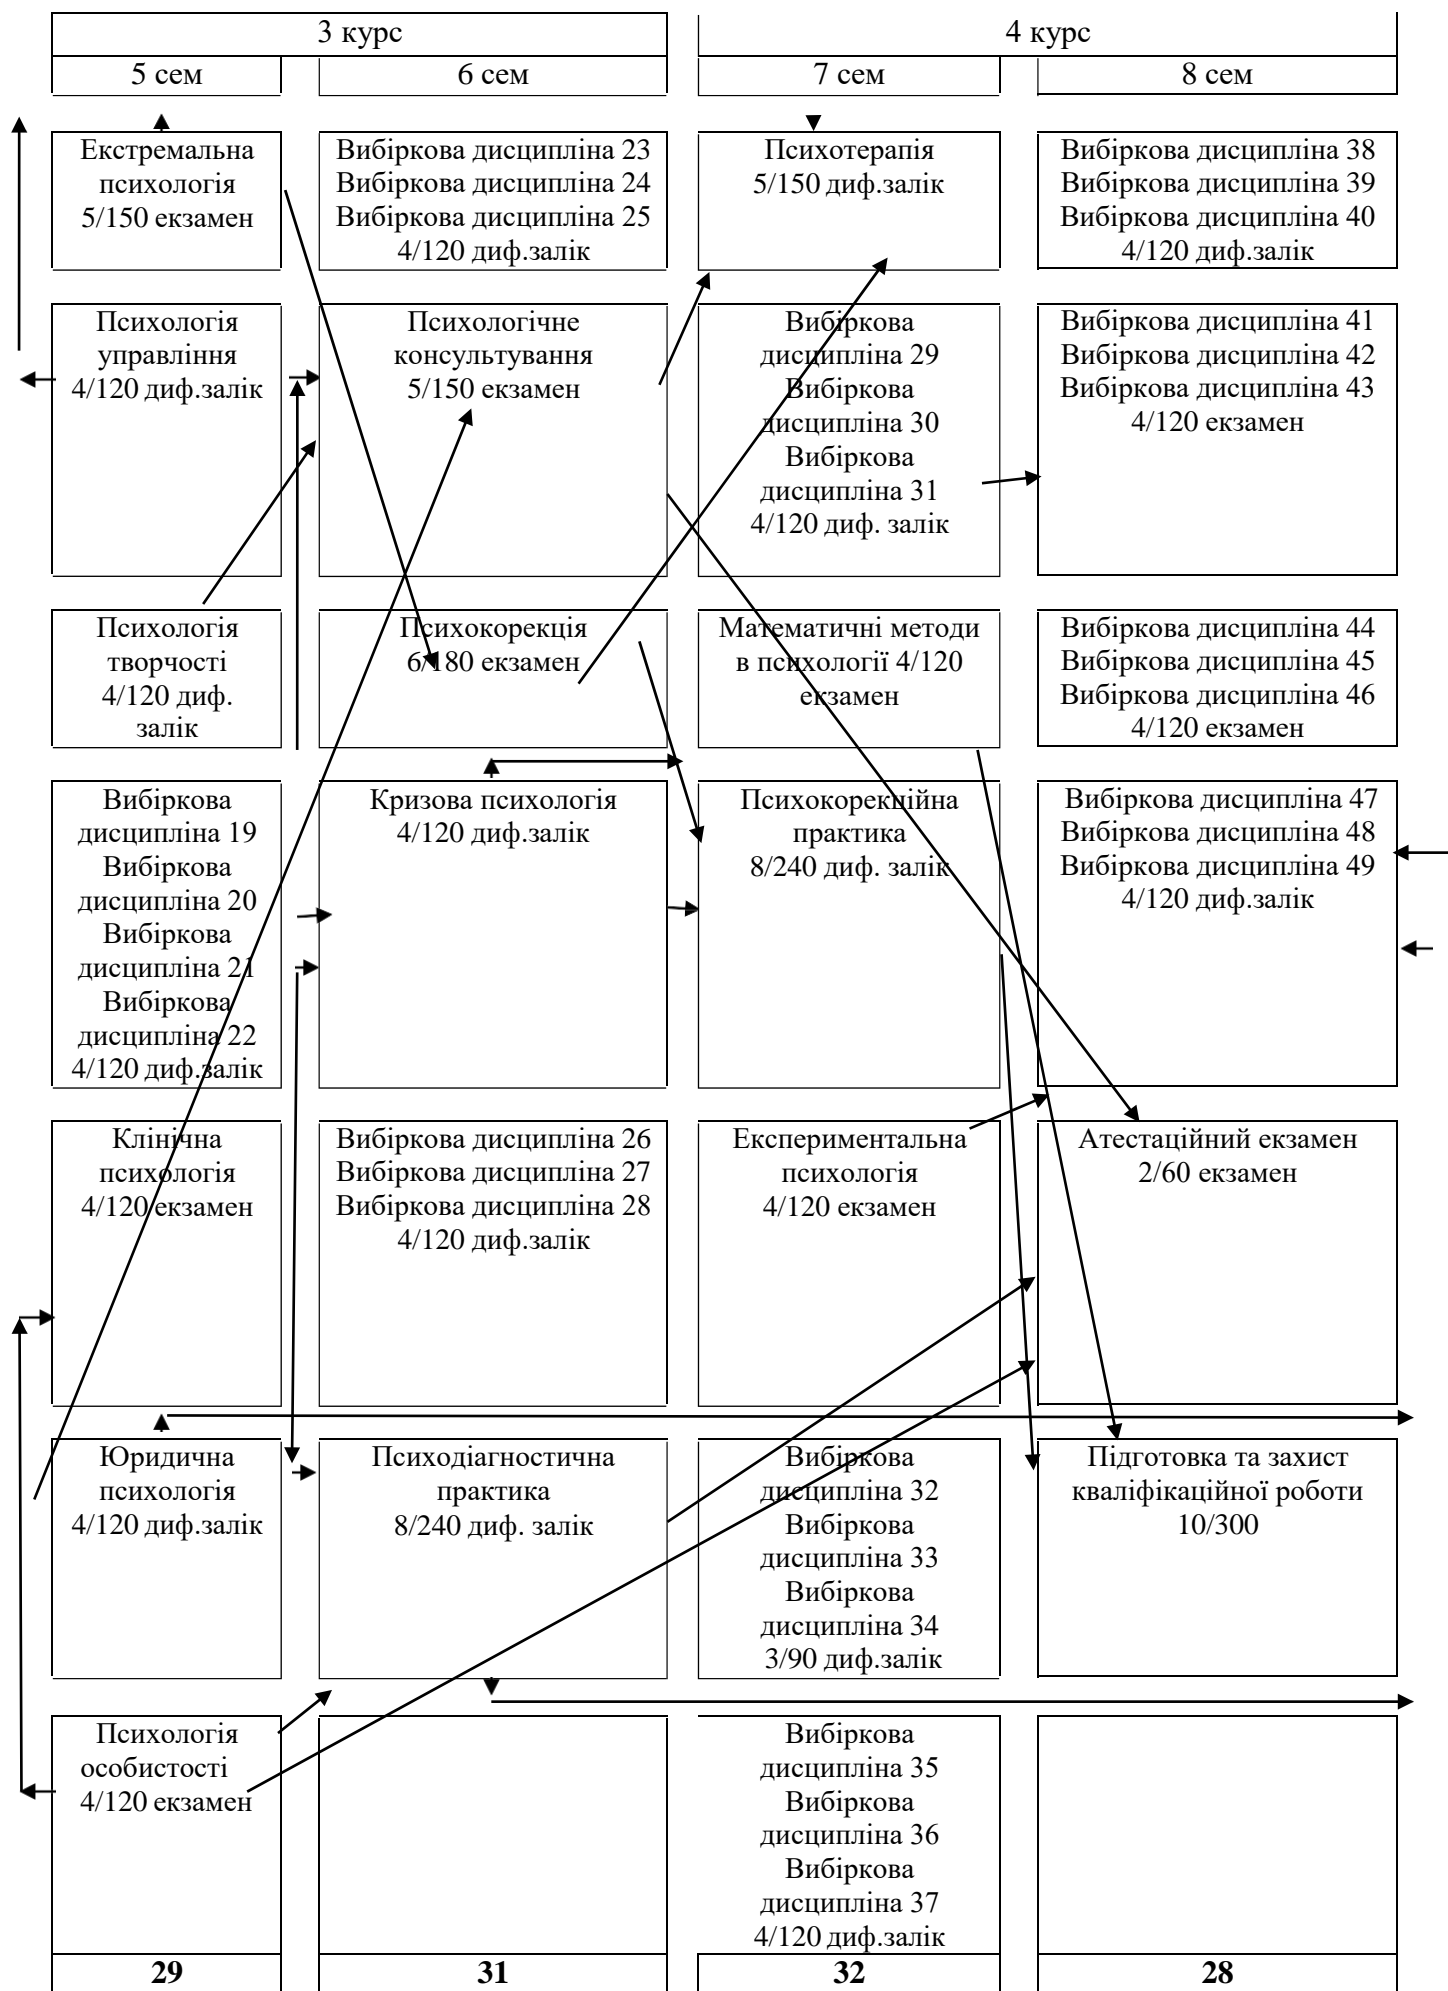 3 курс
4 курс
5 сем
6 сем
7 сем
8 сем
Екстремальна
психологія
5/150 екзамен
Вибіркова дисципліна 23
Вибіркова дисципліна 24
Вибіркова дисципліна 25
4/120 диф.залік
Психотерапія
5/150 диф.залік
Вибіркова дисципліна 38
Вибіркова дисципліна 39
Вибіркова дисципліна 40
4/120 диф.залік
Психологія
управління
4/120 диф.залік
Психологічне
консультування
5/150 екзамен
Вибіркова
дисципліна 29
Вибіркова
дисципліна 30
Вибіркова
дисципліна 31
4/120 диф. залік
Вибіркова дисципліна 41
Вибіркова дисципліна 42
Вибіркова дисципліна 43
4/120 екзамен
Психологія
творчості
4/120 диф.
залік
Психокорекція
6/180 екзамен
Математичні методи
в психології 4/120
екзамен
Вибіркова дисципліна 44
Вибіркова дисципліна 45
Вибіркова дисципліна 46
4/120 екзамен
Вибіркова
дисципліна 19
Вибіркова
дисципліна 20
Вибіркова
дисципліна 21
Вибіркова
дисципліна 22
4/120 диф.залік
Кризова психологія
4/120 диф.залік
Психокорекційна
практика
8/240 диф. залік
Вибіркова дисципліна 47
Вибіркова дисципліна 48
Вибіркова дисципліна 49
4/120 диф.залік
Клінічна
психологія
4/120 екзамен
Вибіркова дисципліна 26
Вибіркова дисципліна 27
Вибіркова дисципліна 28
4/120 диф.залік
Експериментальна
психологія
4/120 екзамен
Атестаційний екзамен
2/60 екзамен
Юридична
психологія
4/120 диф.залік
Психодіагностична
практика
8/240 диф. залік
Вибіркова
дисципліна 32
Вибіркова
дисципліна 33
Вибіркова
дисципліна 34
3/90 диф.залік
Підготовка та захист
кваліфікаційної роботи
10/300
Психологія
особистості
4/120 екзамен
Вибіркова
дисципліна 35
Вибіркова
дисципліна 36
Вибіркова
дисципліна 37
4/120 диф.залік
29
31
32
28